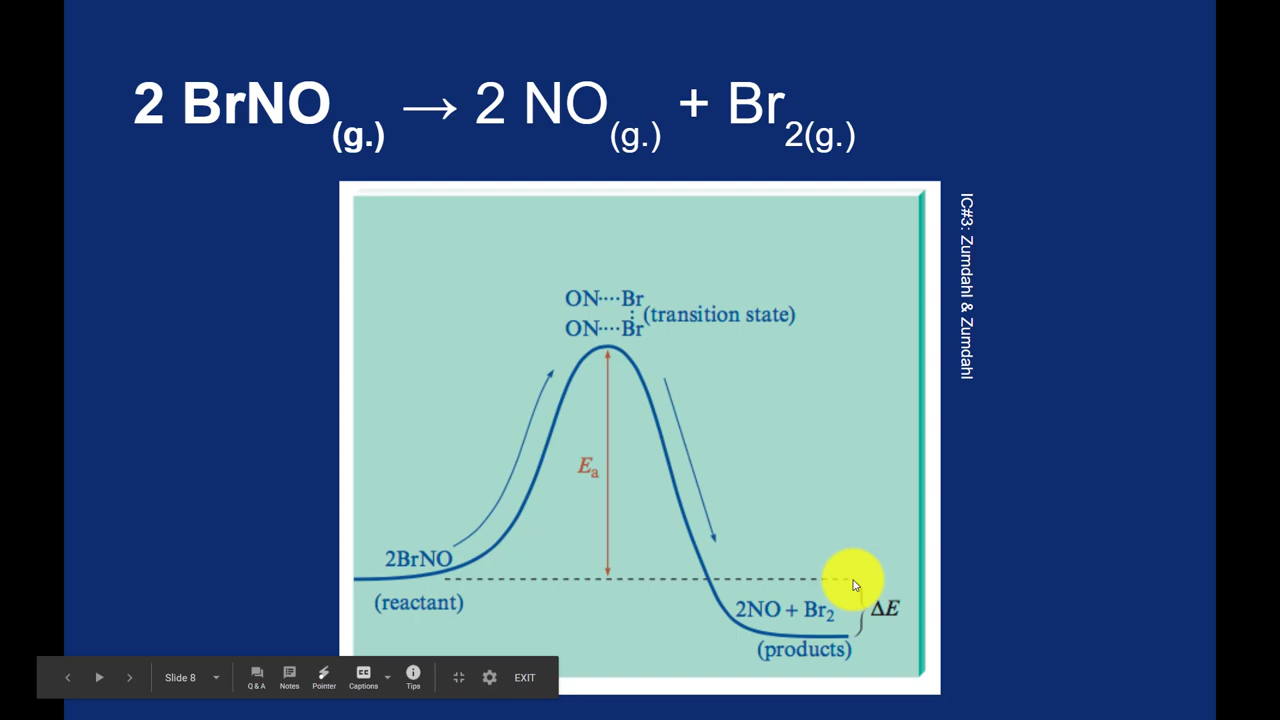 2 BrNO(g.) → 2 NO(g.) + Br2(g.)
IC#3: Zumdahl & Zumdahl
ON····Br
(transition state)
ON····Br
Ea
2BrNO
(reactant)
2NO + Br2
ΔE
(products)
Slide 8
Q & A
Notes
Pointer
CC
Captions
Tips
EXIT